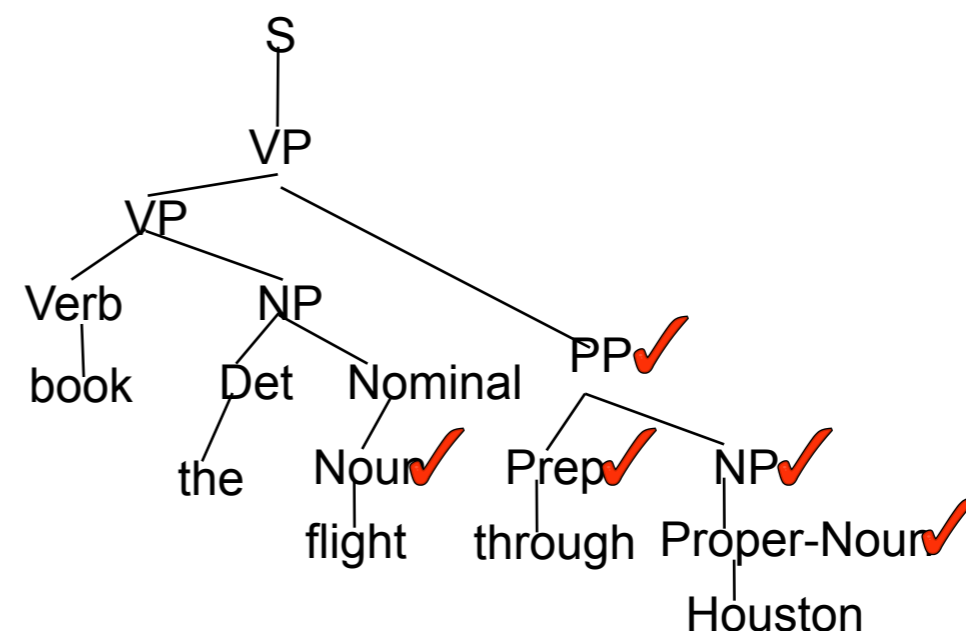 S
VP
VP
Verb NP
PP
book Det Nominal
the Noun Prep NP
flight through Proper-Noun
Houston